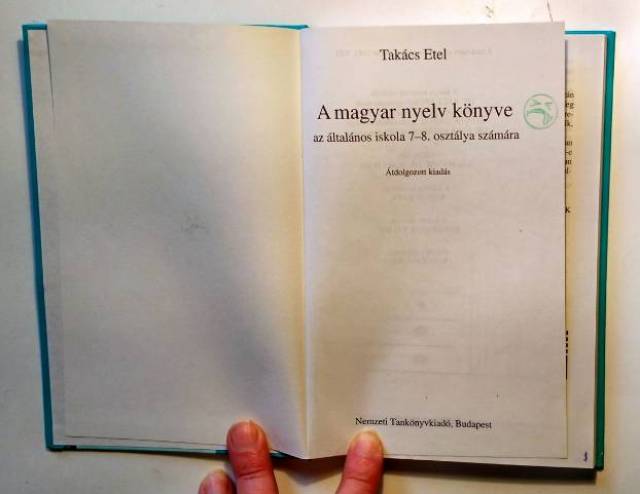 Takács Etel
A magyar nyelv könyve
az általános iskola 7–8. osztálya számára
Átdolgozott kiadás
Nemzeti Tankönyvkiadó, Budapest